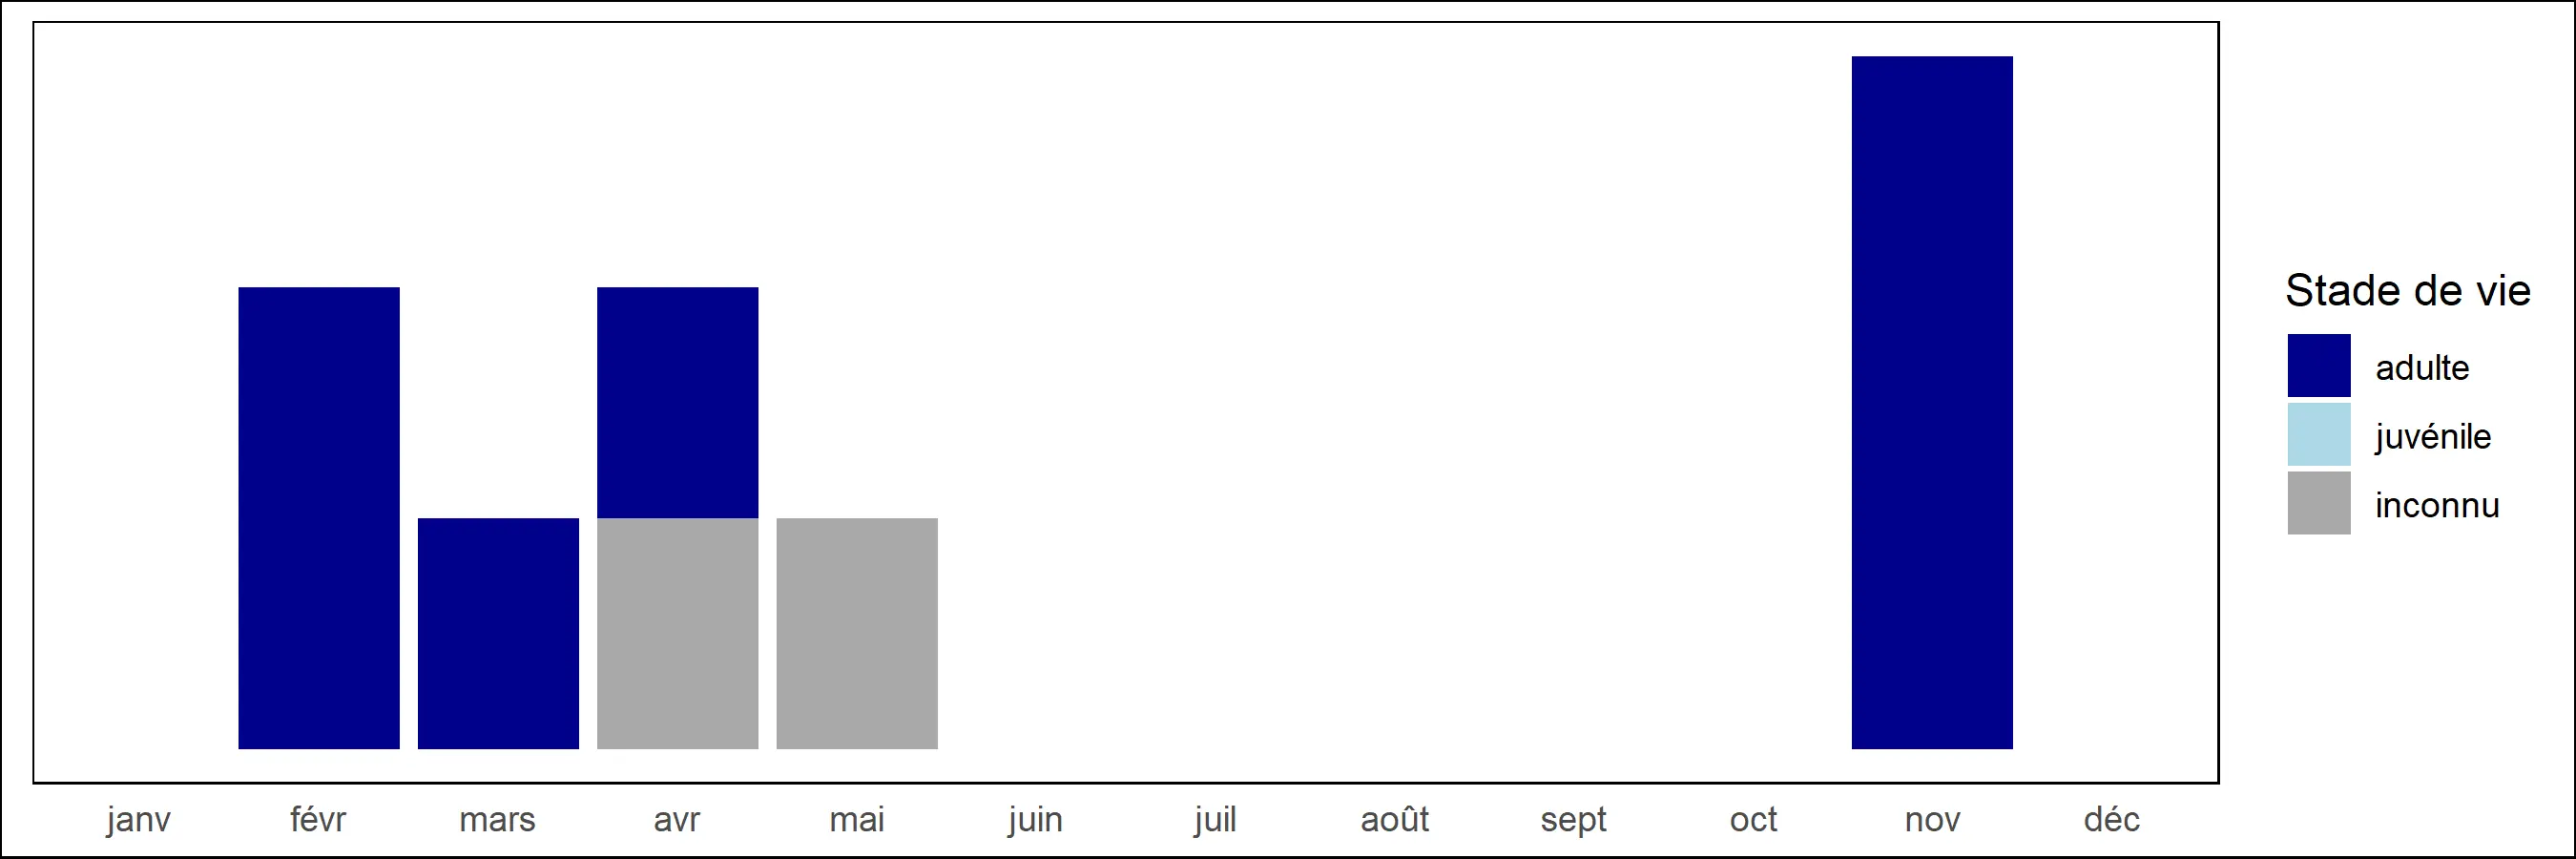 Stade de vie
adulte
juvénile
inconnu
janv févr mars avr mai juin juil août sept oct nov déc